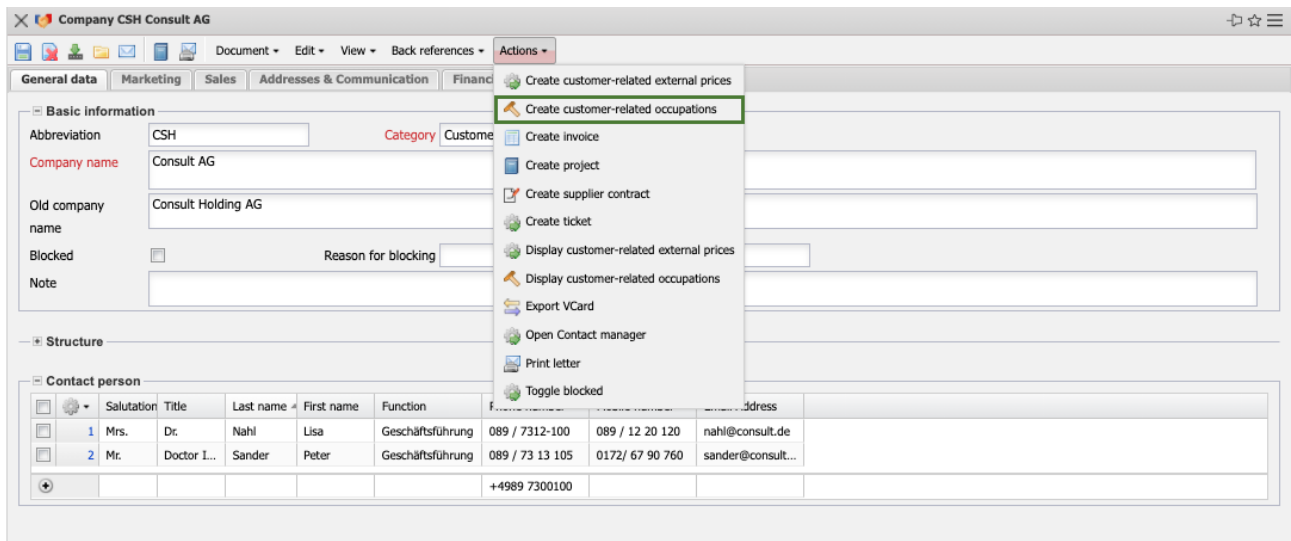 Company CSH Consult AG
Document Edit View Back references Actions
General data Marketing Sales Addresses & Communication Financ
Create customer-related external prices
Create customer-related occupations
Create invoice
Create project
Create supplier contract
Create ticket
Display customer-related external prices
Display customer-related occupations
Export VCard
Open Contact manager
Print letter
Toggle blocked
Basic information
Abbreviation CSH Category Custome
Company name Consult AG
Old company Consult Holding AG
name
Blocked Reason for blocking
Note
Structure
Contact person
Salutation Title Last name First name Function
1 Mrs. Dr. Nahl Lisa Geschäftsführung 089 / 7312-100 089 / 12 20 120 nahl@consult.de
2 Mr. Doctor I... Sander Peter Geschäftsführung 089 / 73 13 105 0172/ 67 90 760 sander@consult...
+4989 7300100